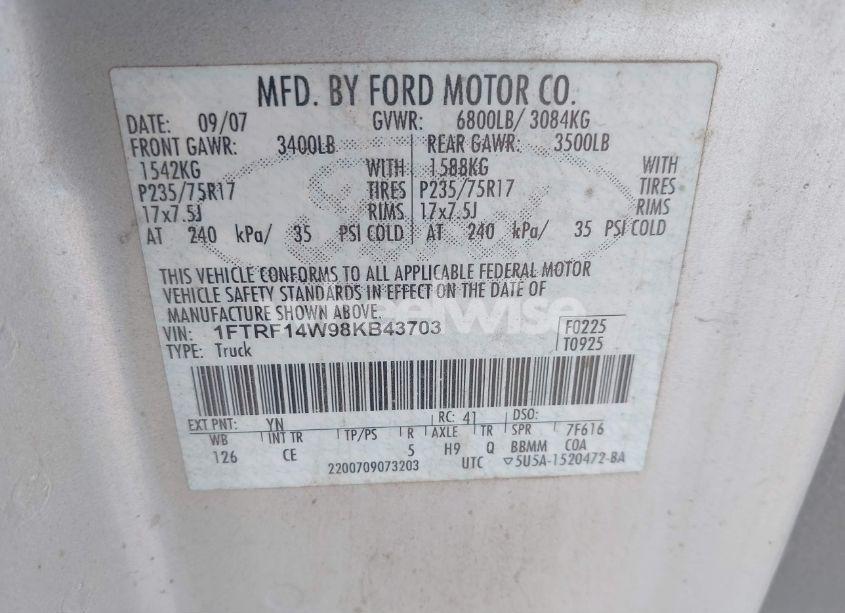 MFD. BY FORD MOTOR CO.
DATE: 09/07 GVWR: 6800LB/ 3084KG
FRONT GAWR: 3400LB REAR GAWR: 3500LB
1542KG WITH 1588KG WITH
P235/75R17 TIRES P235/75R17 TIRES
17x7.5J RIMS 17x7.5J RIMS
AT 240 kPa/ 35 PSI COLD AT 240 kPa/ 35 PSI COLD
THIS VEHICLE CONFORMS TO ALL APPLICABLE FEDERAL MOTOR
VEHICLE SAFETY STANDARDS IN EFFECT ON THE DATE OF
MANUFACTURE SHOWN ABOVE.
VIN: 1FTRF14W98KB43703 F0225
TYPE: Truck T0925
EXT PNT: YN RC: 41 DSO:
WB INT TR TP/PS R AXLE TR SPR 7F616
126 CE 5 H9 Q BBMM COA
2200709073203 UTC ▽5U5A-1520472-BA